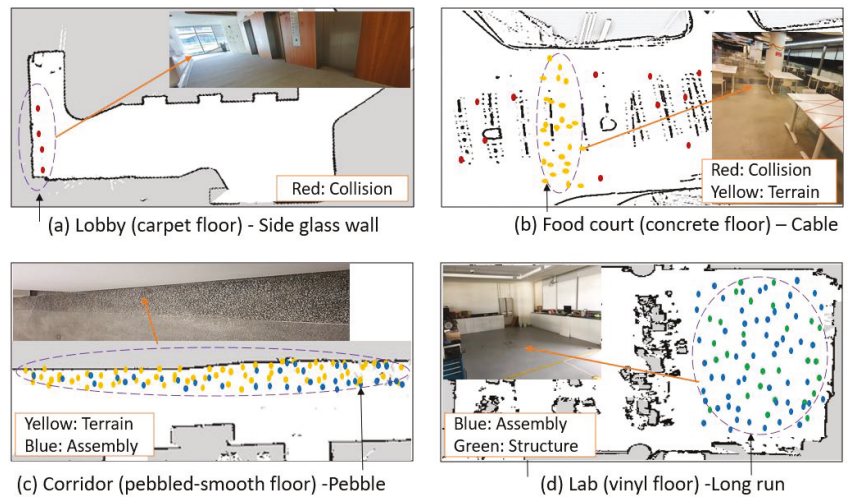 Red: Collision
(a) Lobby (carpet floor) - Side glass wall
Red: Collision
Yellow: Terrain
(b) Food court (concrete floor) – Cable
Yellow: Terrain
Blue: Assembly
(c) Corridor (pebbled-smooth floor) -Pebble
Blue: Assembly
Green: Structure
(d) Lab (vinyl floor) -Long run